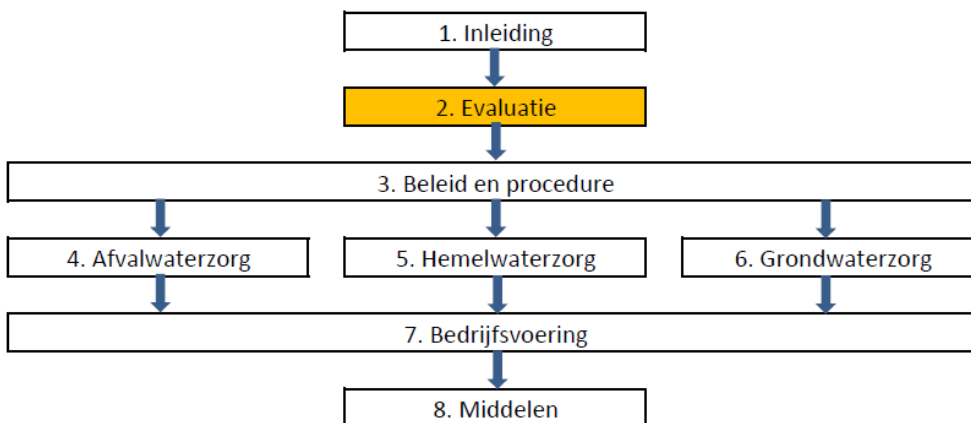 1. Inleiding
2. Evaluatie
3. Beleid en procedure
4. Afvalwaterzorg
5. Hemelwaterzorg
6. Grondwaterzorg
7. Bedrijfsvoering
8. Middelen